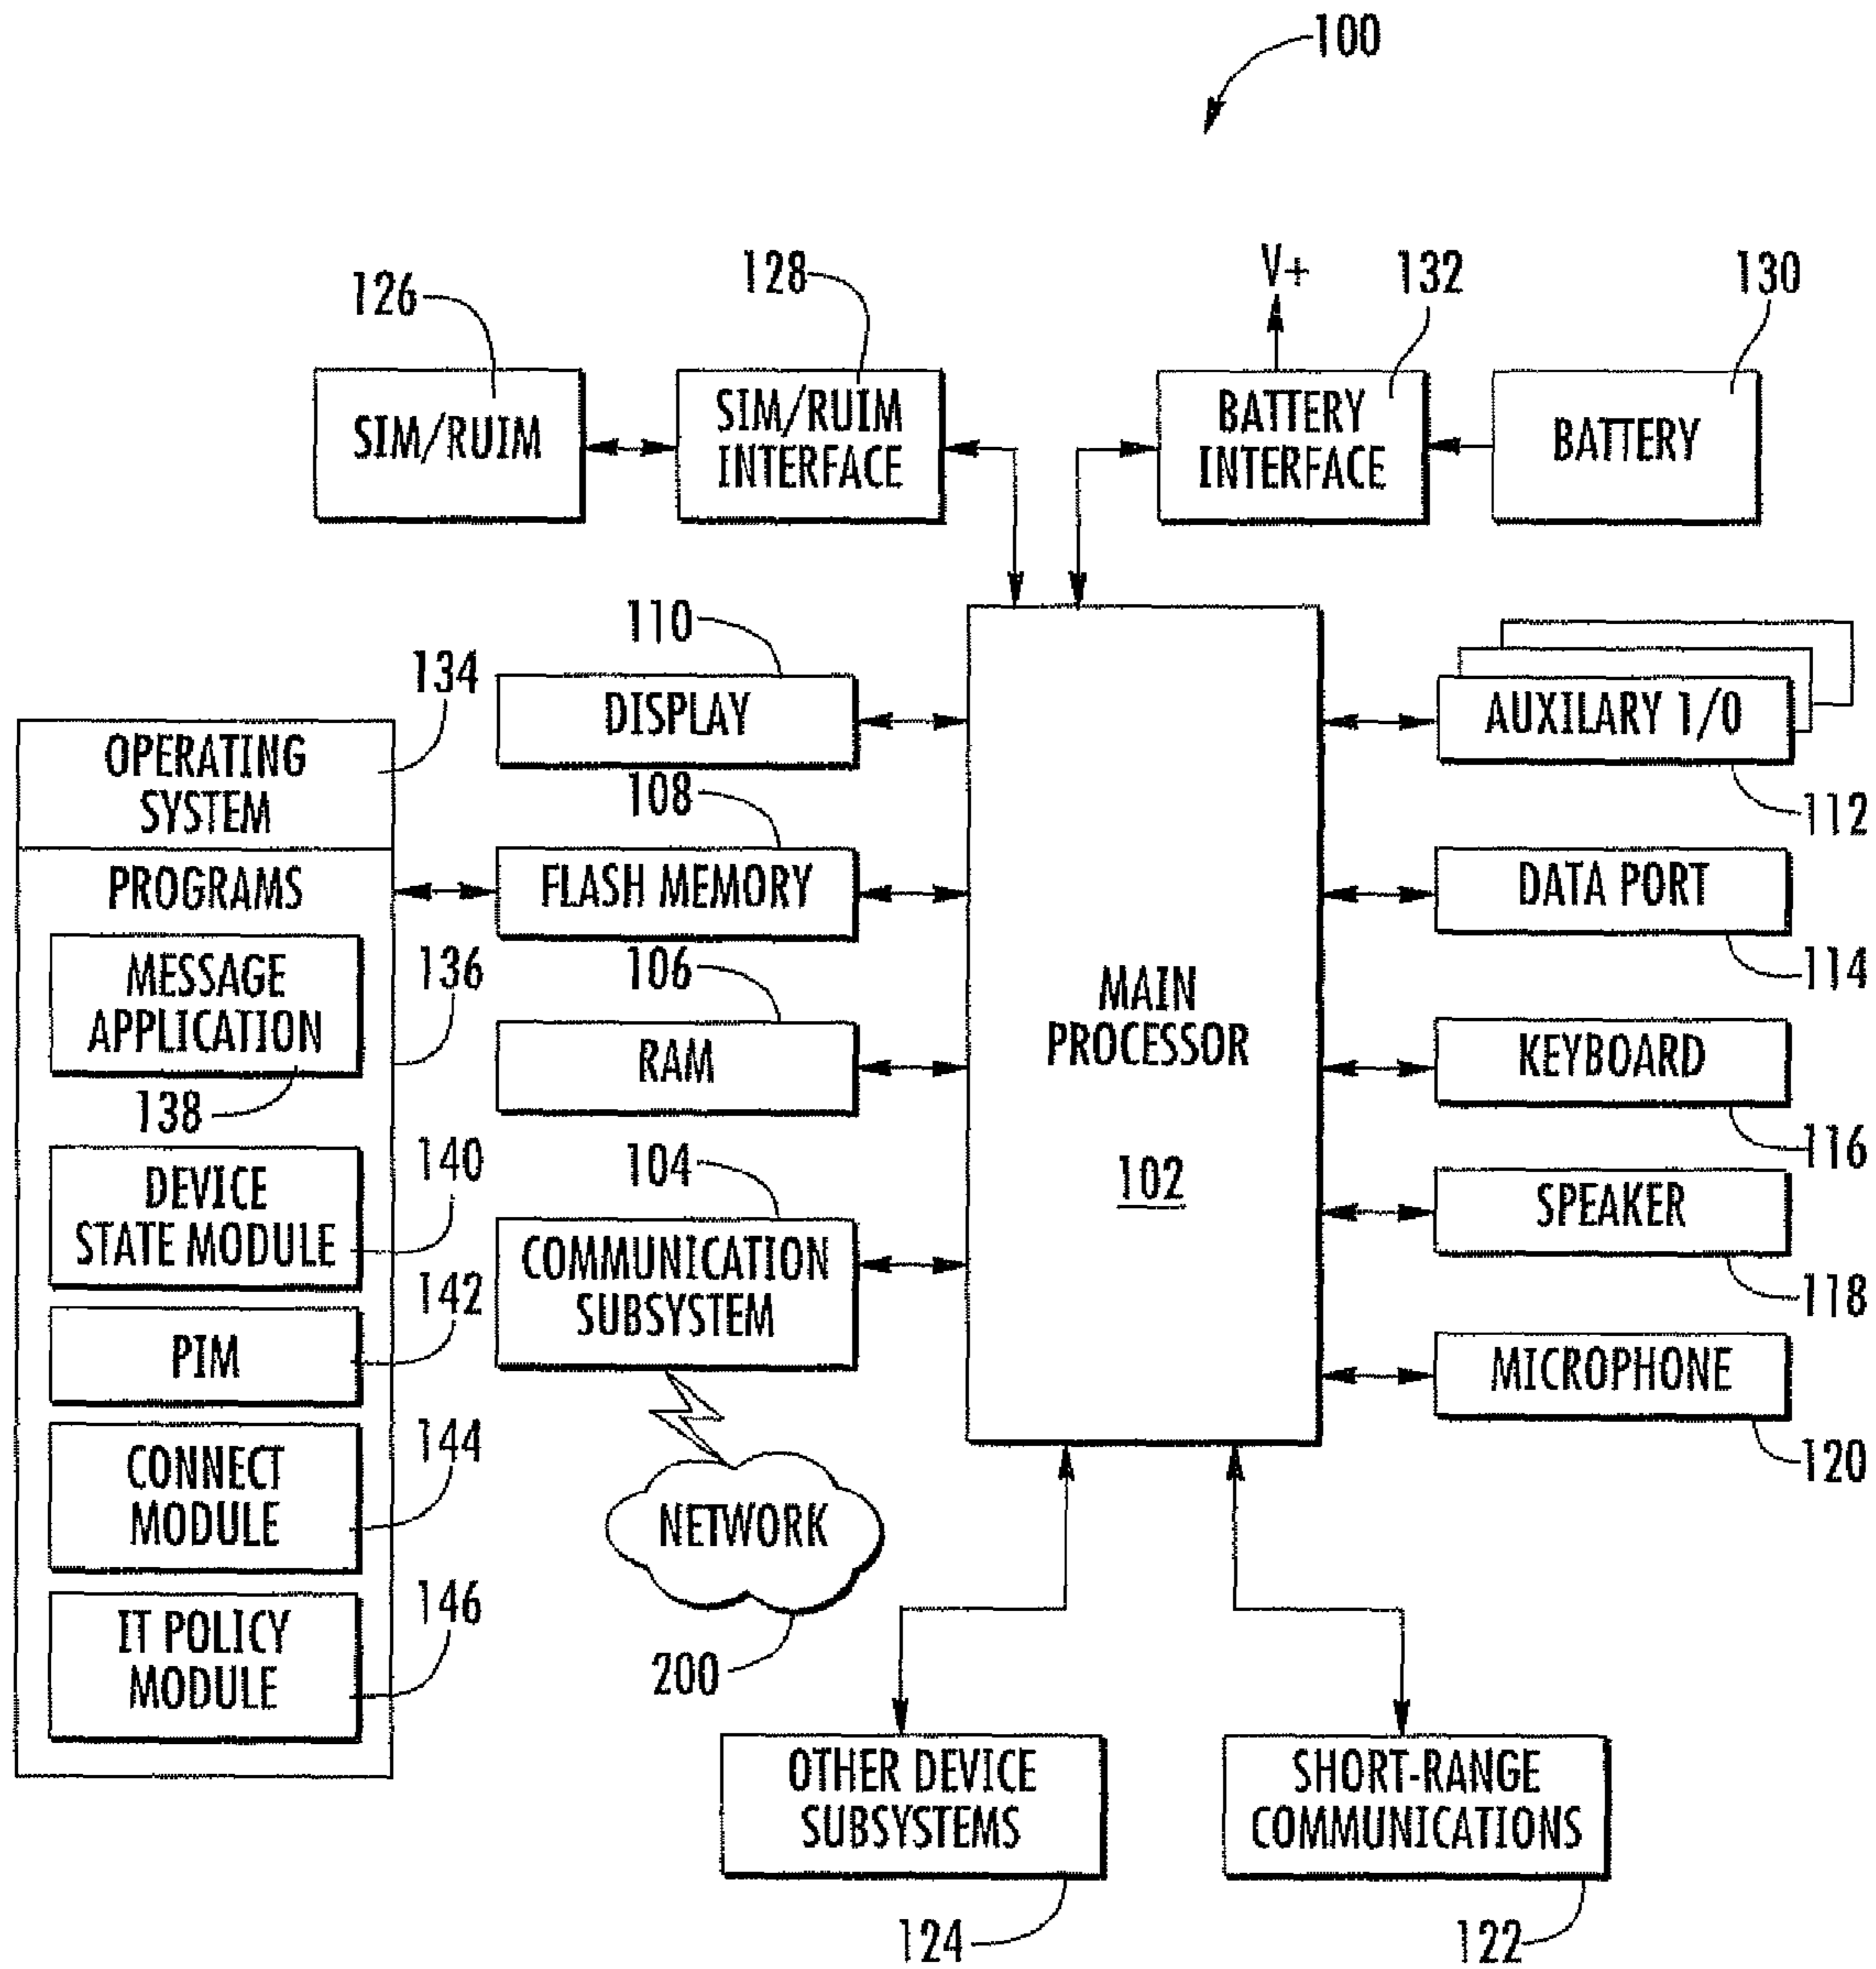 100
126
128
V+
132
130
SIM/RUIM
SIM/RUIM
INTERFACE
BATTERY
INTERFACE
BATTERY
134
OPERATING
SYSTEM
PROGRAMS
136
MESSAGE
APPLICATION
138
DEVICE
STATE MODULE
140
PIM
142
CONNECT
MODULE
144
IT POLICY
MODULE
146
110
DISPLAY
108
FLASH MEMORY
106
RAM
104
COMMUNICATION
SUBSYSTEM
NETWORK
200
MAIN
PROCESSOR
102
AUXILARY I/O
112
DATA PORT
114
KEYBOARD
116
SPEAKER
118
MICROPHONE
120
OTHER DEVICE
SUBSYSTEMS
124
SHORT-RANGE
COMMUNICATIONS
122